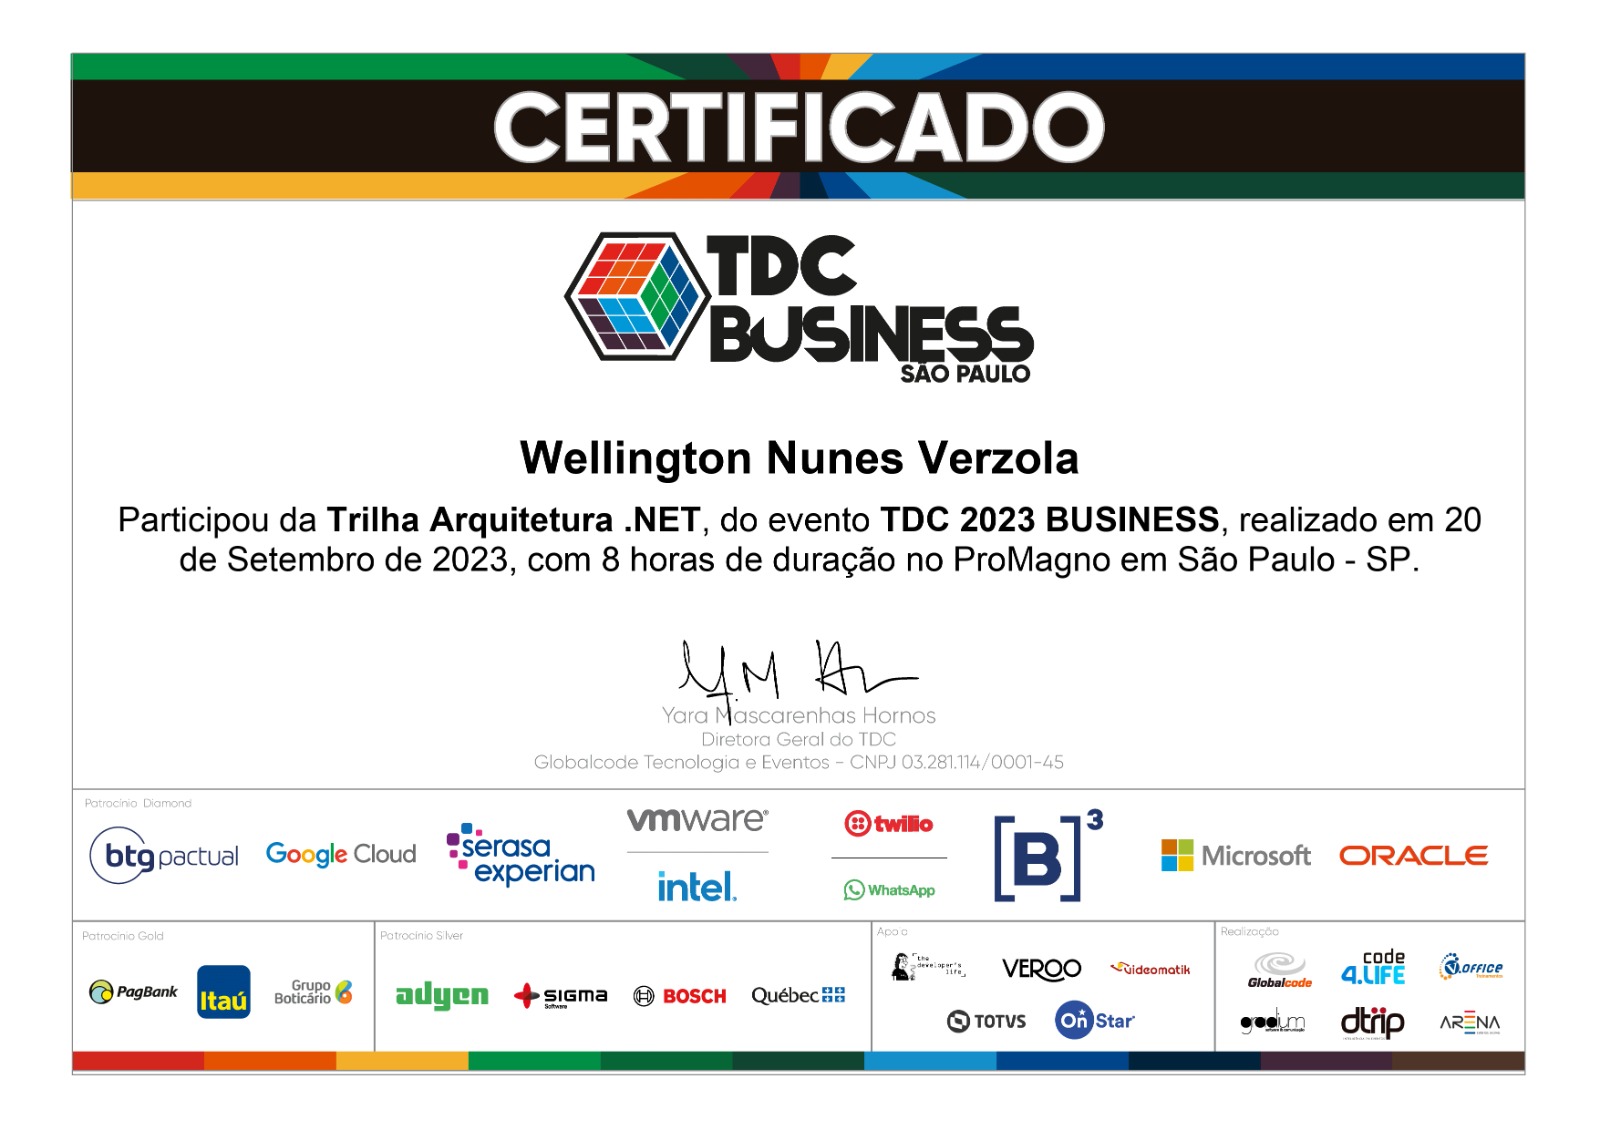 CERTIFICADO
TDC
BUSINESS
SÃO PAULO
Wellington Nunes Verzola
Participou da Trilha Arquitetura .NET, do evento TDC 2023 BUSINESS, realizado em 20
de Setembro de 2023, com 8 horas de duração no ProMagno em São Paulo - SP.
Y.M H
Yara Mascarenhas Hornos
Diretora Geral do TDC
Globalcode Tecnologia e Eventos - CNPJ 03.281.114/0001-45
Patrocínio Diamond
btg pactual
Google Cloud
serasa
experian
vmware®
intel.
twilio
WhatsApp
[B]³
Microsoft
ORACLE
Patrocínio Gold
PagBank
Itaú
Grupo
Boticário
Patrocínio Silver
adyen
SIGMA
Software
BOSCH
Québec
Apoio
the
developer's
life
VEROO
Videomatik
TOTVS
OnStar
Realização
Globalcode
code
4.LIFE
V.OFFICE
Treinamentos
gradium
dtrip
ARENA